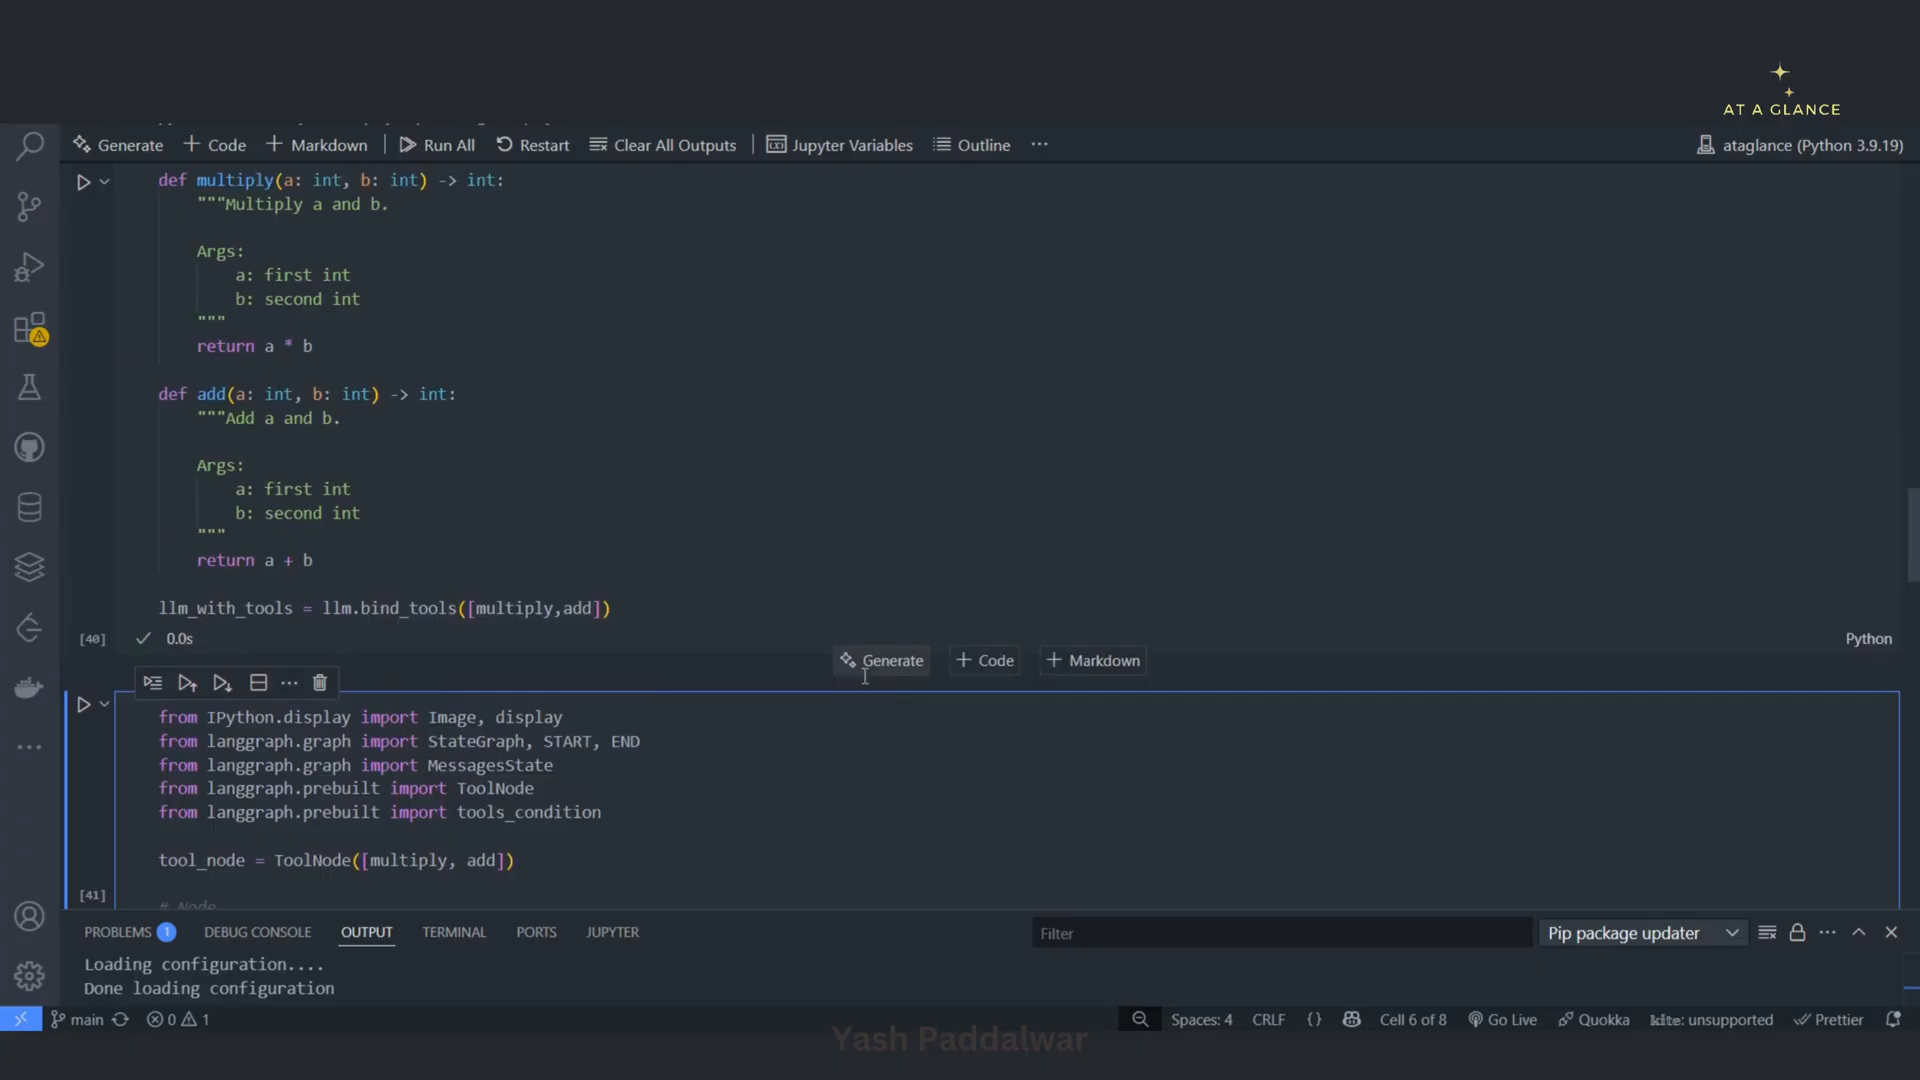 AT A GLANCE
Generate + Code + Markdown Run All Restart Clear All Outputs Jupyter Variables Outline ... ataglance (Python 3.9.19)
def multiply(a: int, b: int) -> int:
"""Multiply a and b.
Args:
a: first int
b: second int
"""
return a * b
def add(a: int, b: int) -> int:
"""Add a and b.
Args:
a: first int
b: second int
"""
return a + b
llm_with_tools = llm.bind_tools([multiply,add])
[40] 0.0s Python
Generate + Code + Markdown
from IPython.display import Image, display
from langgraph.graph import StateGraph, START, END
from langgraph.graph import MessagesState
from langgraph.prebuilt import ToolNode
from langgraph.prebuilt import tools_condition
tool_node = ToolNode([multiply, add])
[41]
# Node
PROBLEMS 1 DEBUG CONSOLE OUTPUT TERMINAL PORTS JUPYTER Filter Pip package updater
Loading configuration....
Done loading configuration
main 0 1 Spaces: 4 CRLF {} Cell 6 of 8 Go Live Quokka kite: unsupported Prettier
Yash Paddalwar